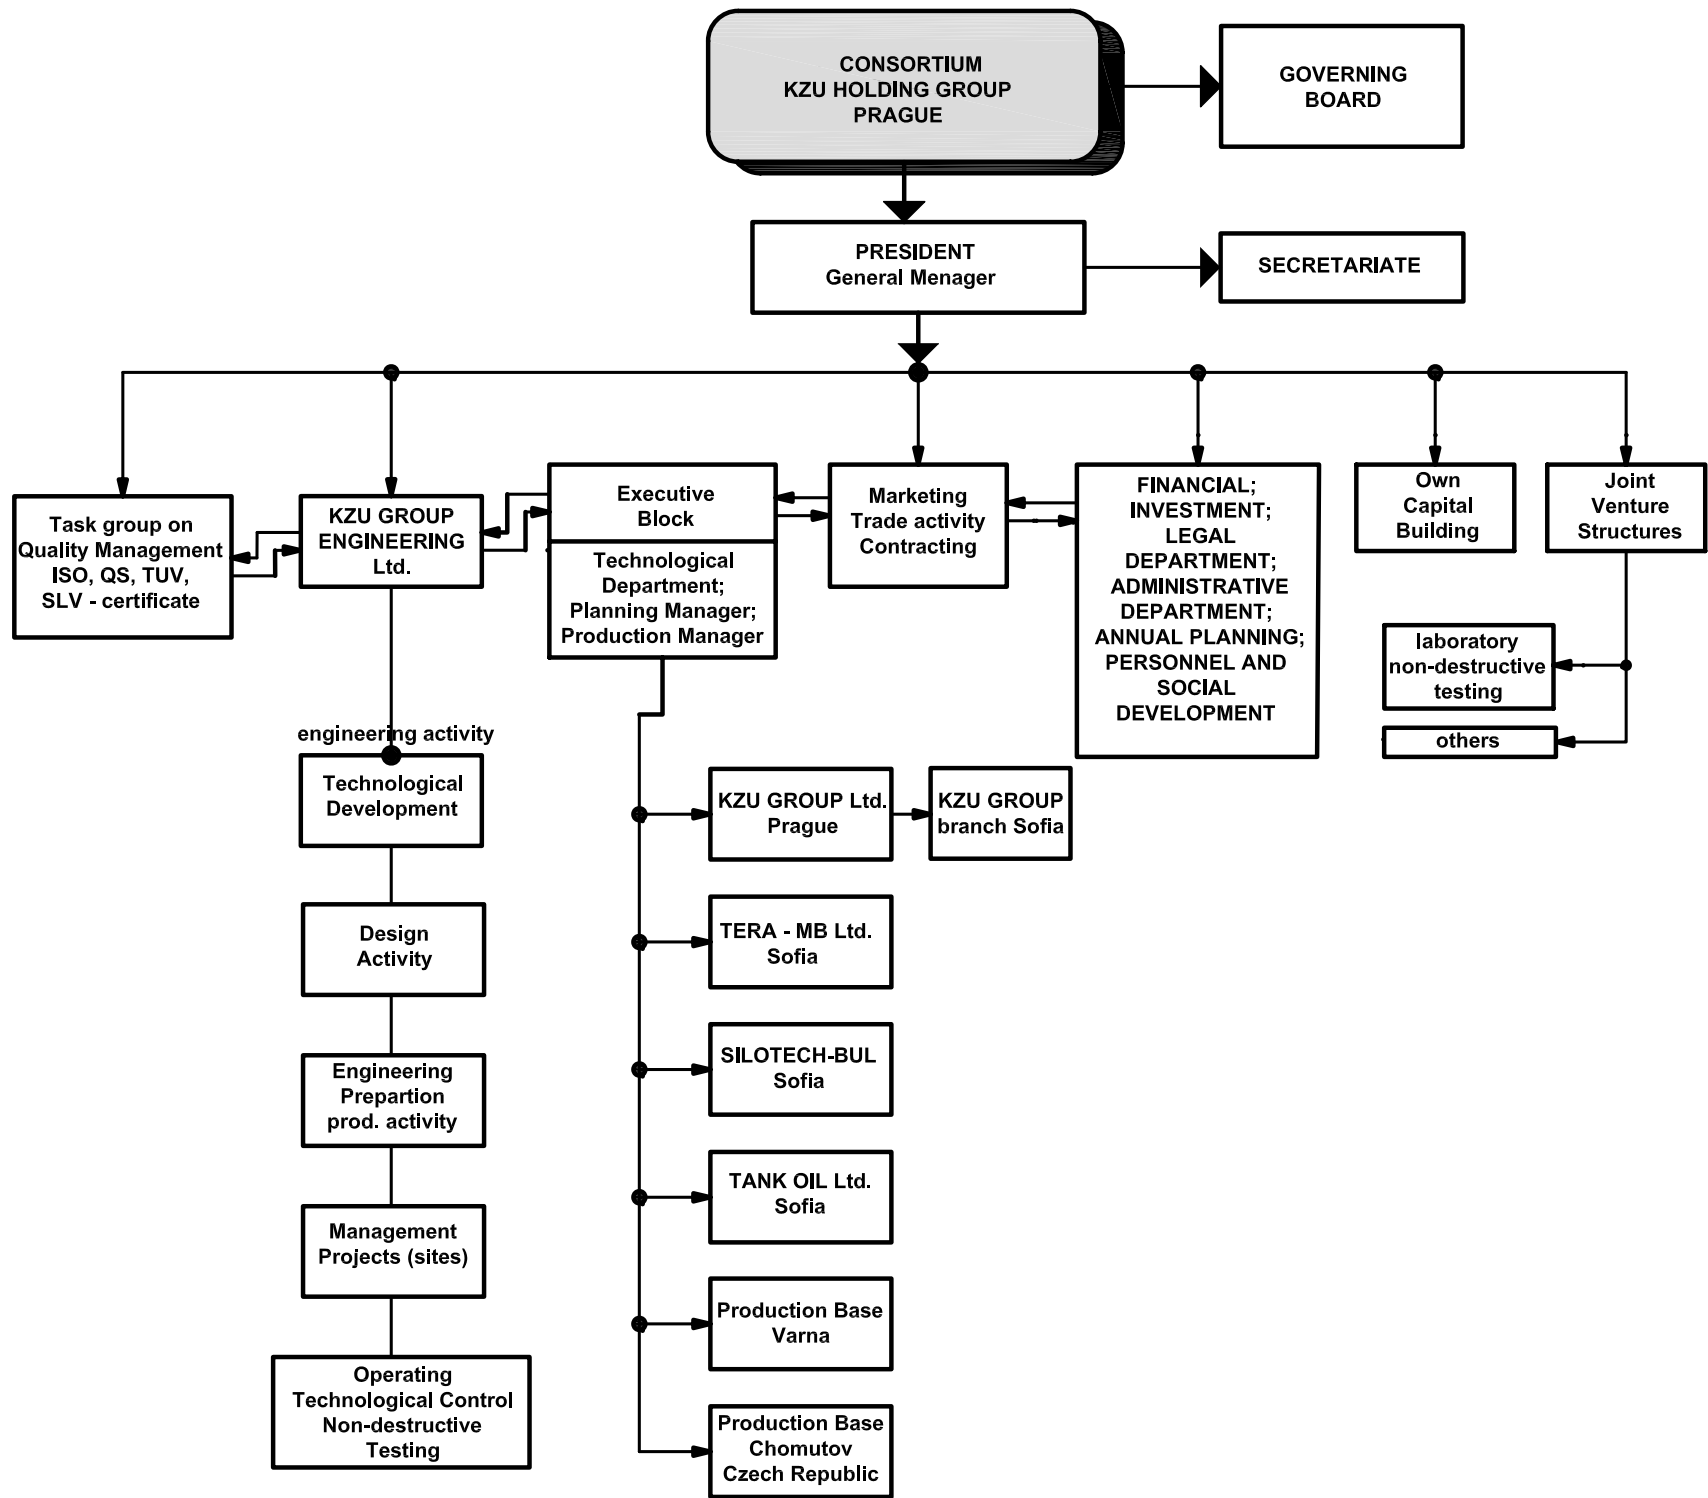 CONSORTIUM
KZU HOLDING GROUP
PRAGUE
GOVERNING
BOARD
PRESIDENT
General Menager
SECRETARIATE
Task group on
Quality Management
ISO, QS, TUV,
SLV - certificate
KZU GROUP
ENGINEERING
Ltd.
Executive
Block
Technological
Department;
Planning Manager;
Production Manager
Marketing
Trade activity
Contracting
FINANCIAL;
INVESTMENT;
LEGAL
DEPARTMENT;
ADMINISTRATIVE
DEPARTMENT;
ANNUAL PLANNING;
PERSONNEL AND
SOCIAL
DEVELOPMENT
Own
Capital
Building
Joint
Venture
Structures
laboratory
non-destructive
testing
others
engineering activity
Technological
Development
Design
Activity
Engineering
Prepartion
prod. activity
Management
Projects (sites)
Operating
Technological Control
Non-destructive
Testing
KZU GROUP Ltd.
Prague
KZU GROUP
branch Sofia
TERA - MB Ltd.
Sofia
SILOTECH-BUL
Sofia
TANK OIL Ltd.
Sofia
Production Base
Varna
Production Base
Chomutov
Czech Republic